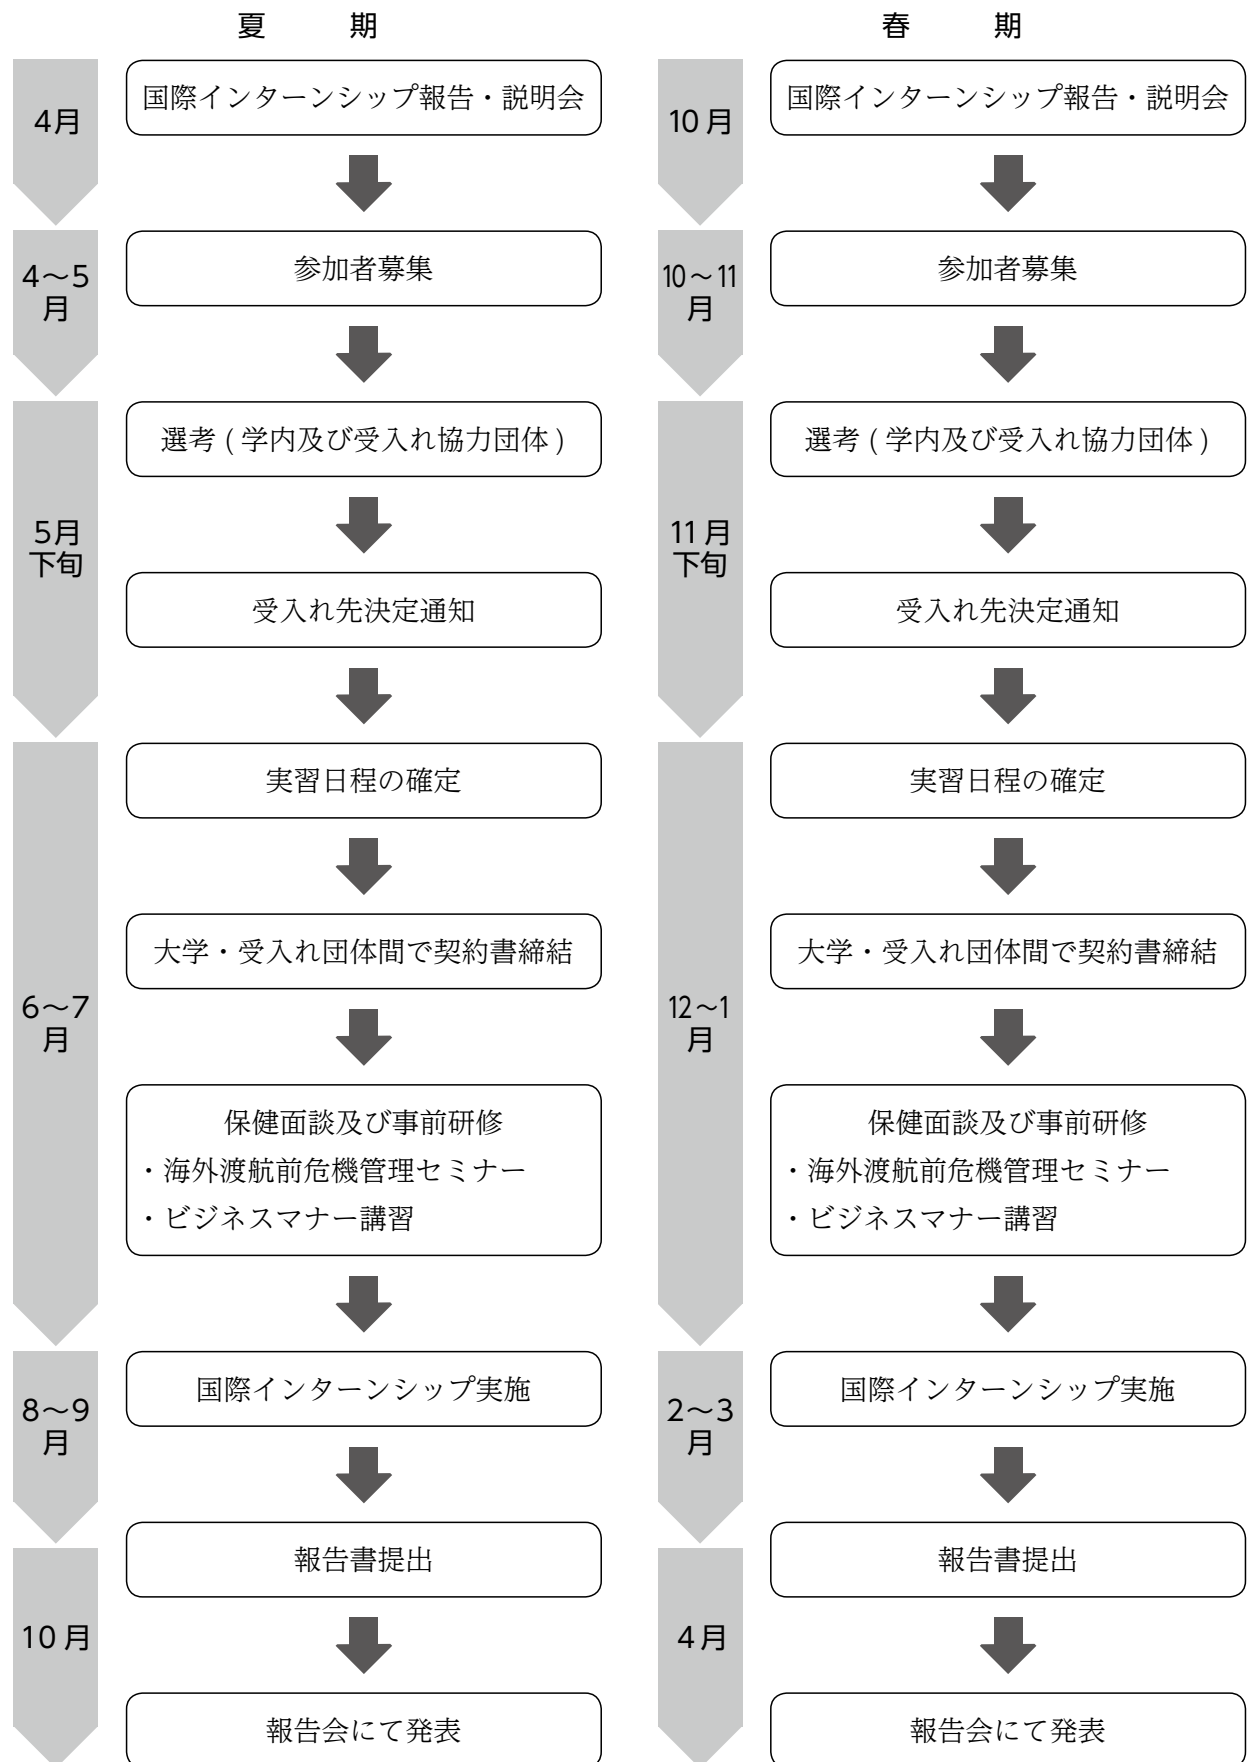 夏　期
4月
国際インターンシップ報告・説明会
4～5
月
参加者募集
5月
下旬
選考 ( 学内及び受入れ協力団体 )
受入れ先決定通知
6～7
月
実習日程の確定
大学・受入れ団体間で契約書締結
保健面談及び事前研修
・海外渡航前危機管理セミナー
・ビジネスマナー講習
8～9
月
国際インターンシップ実施
10 月
報告書提出
報告会にて発表
春　期
10 月
国際インターンシップ報告・説明会
10～11
月
参加者募集
11 月
下旬
選考 ( 学内及び受入れ協力団体 )
受入れ先決定通知
12～1
月
実習日程の確定
大学・受入れ団体間で契約書締結
保健面談及び事前研修
・海外渡航前危機管理セミナー
・ビジネスマナー講習
2～3
月
国際インターンシップ実施
4月
報告書提出
報告会にて発表